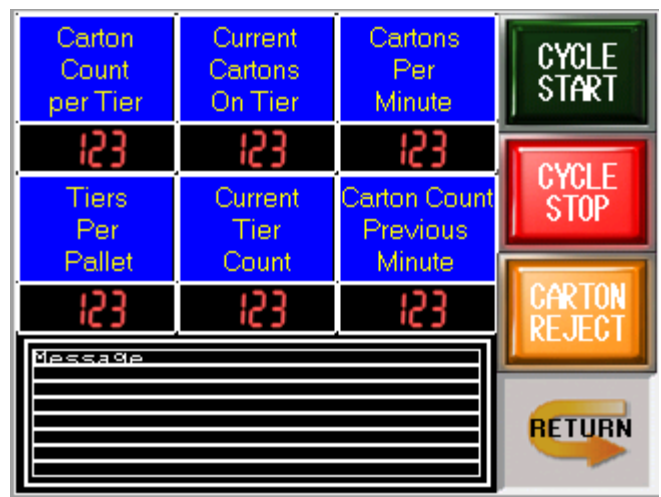 Carton
Count
per Tier
Current
Cartons
On Tier
Cartons
Per
Minute
CYCLE
START
123
123
123
CYCLE
STOP
Tiers
Per
Pallet
Current
Tier
Count
Carton Count
Previous
Minute
123
123
123
CARTON
REJECT
Message
RETURN